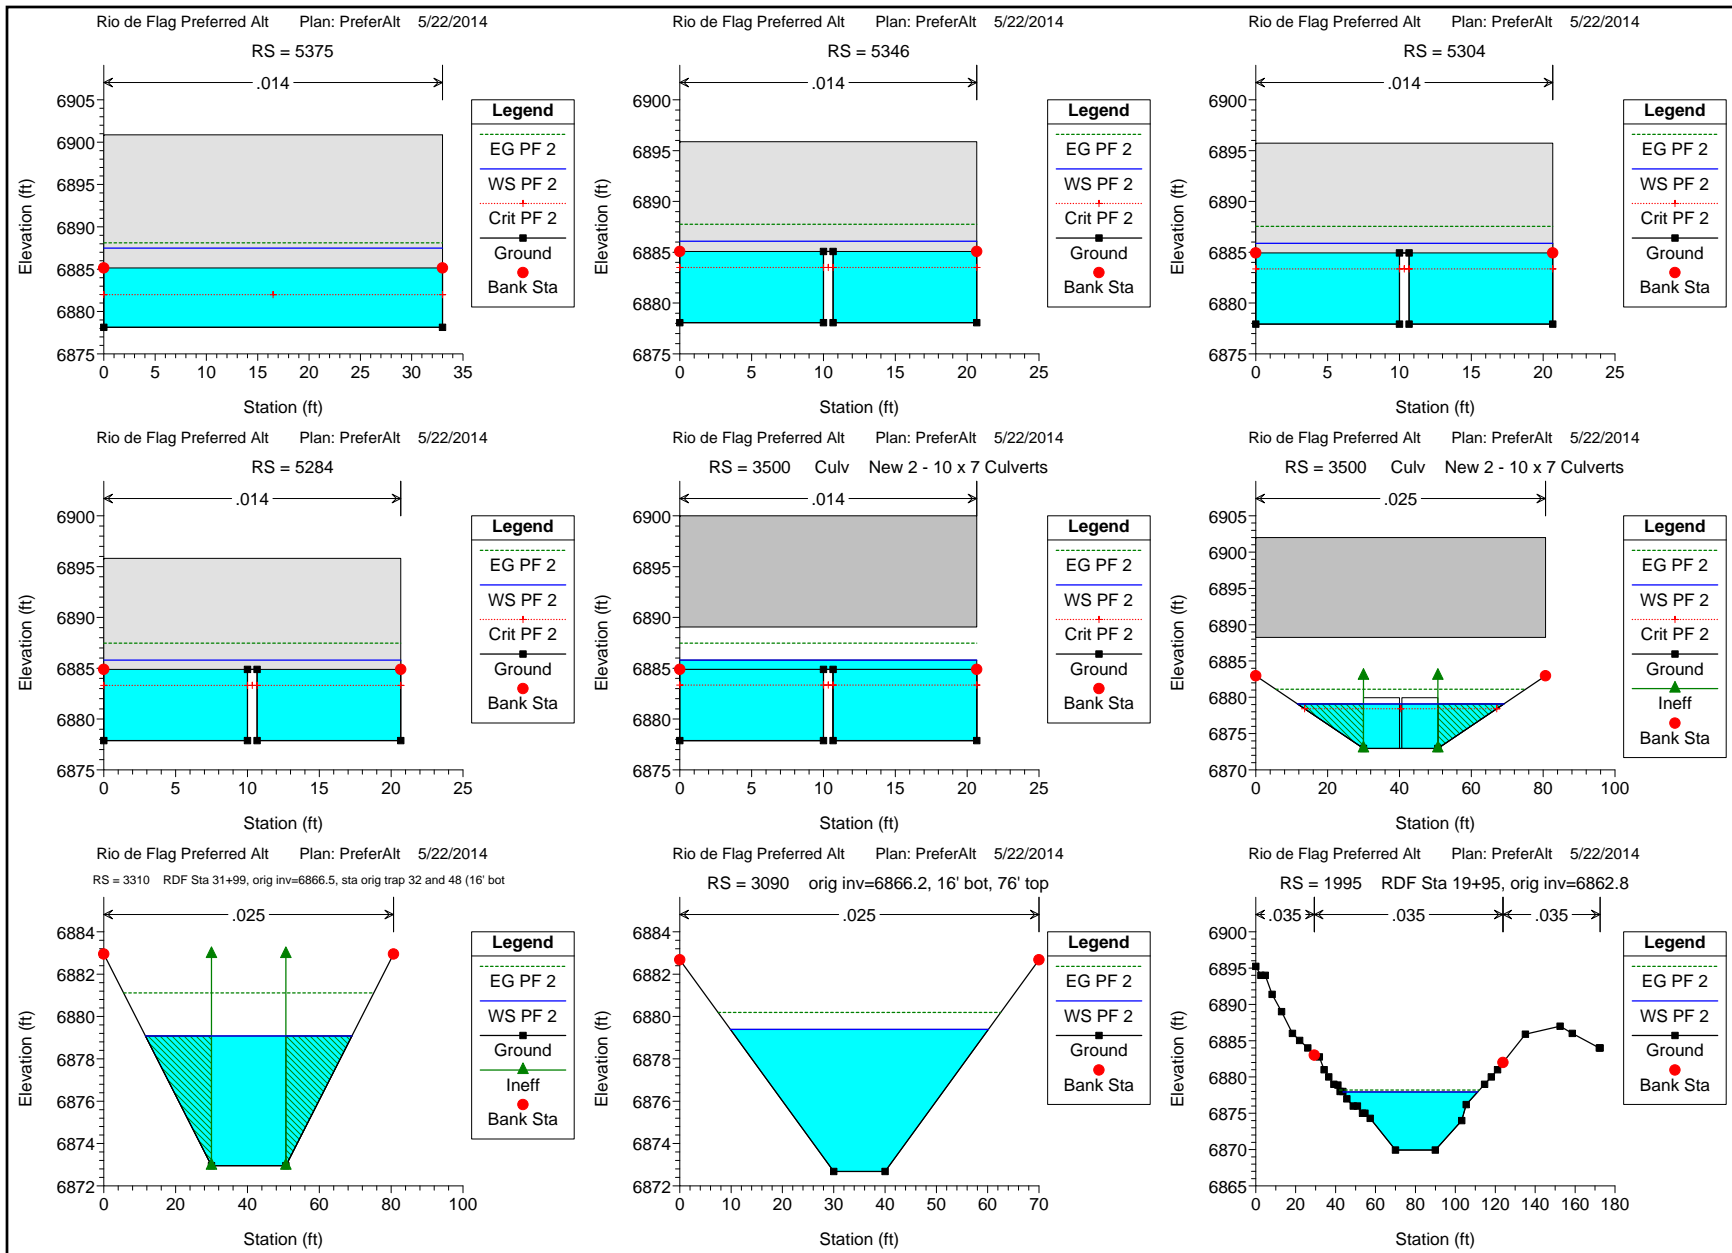 Rio de Flag Preferred Alt Plan: PreferAlt 5/22/2014
RS = 5375
.014
6905
6900
6895
6890
6885
6880
6875
Elevation (ft)
0 5 10 15 20 25 30 35
Station (ft)
Legend
EG PF 2
WS PF 2
Crit PF 2
Ground
Bank Sta
Rio de Flag Preferred Alt Plan: PreferAlt 5/22/2014
RS = 5346
.014
6900
6895
6890
6885
6880
6875
Elevation (ft)
0 5 10 15 20 25
Station (ft)
Legend
EG PF 2
WS PF 2
Crit PF 2
Ground
Bank Sta
Rio de Flag Preferred Alt Plan: PreferAlt 5/22/2014
RS = 5304
.014
6900
6895
6890
6885
6880
6875
Elevation (ft)
0 5 10 15 20 25
Station (ft)
Legend
EG PF 2
WS PF 2
Crit PF 2
Ground
Bank Sta
Rio de Flag Preferred Alt Plan: PreferAlt 5/22/2014
RS = 5284
.014
6900
6895
6890
6885
6880
6875
Elevation (ft)
0 5 10 15 20 25
Station (ft)
Legend
EG PF 2
WS PF 2
Crit PF 2
Ground
Bank Sta
Rio de Flag Preferred Alt Plan: PreferAlt 5/22/2014
RS = 3500 Culv New 2 - 10 x 7 Culverts
.014
6900
6895
6890
6885
6880
6875
Elevation (ft)
0 5 10 15 20 25
Station (ft)
Legend
EG PF 2
WS PF 2
Crit PF 2
Ground
Bank Sta
Rio de Flag Preferred Alt Plan: PreferAlt 5/22/2014
RS = 3500 Culv New 2 - 10 x 7 Culverts
.025
6905
6900
6895
6890
6885
6880
6875
6870
Elevation (ft)
0 20 40 60 80 100
Station (ft)
Legend
EG PF 2
WS PF 2
Crit PF 2
Ground
Ineff
Bank Sta
Rio de Flag Preferred Alt Plan: PreferAlt 5/22/2014
RS = 3310 RDF Sta 31+99, orig inv=6866.5, sta orig trap 32 and 48 (16' bot
.025
6884
6882
6880
6878
6876
6874
6872
Elevation (ft)
0 20 40 60 80 100
Station (ft)
Legend
EG PF 2
WS PF 2
Ground
Ineff
Bank Sta
Rio de Flag Preferred Alt Plan: PreferAlt 5/22/2014
RS = 3090 orig inv=6866.2, 16' bot, 76' top
.025
6884
6882
6880
6878
6876
6874
6872
Elevation (ft)
0 10 20 30 40 50 60 70
Station (ft)
Legend
EG PF 2
WS PF 2
Ground
Bank Sta
Rio de Flag Preferred Alt Plan: PreferAlt 5/22/2014
RS = 1995 RDF Sta 19+95, orig inv=6862.8
.035 .035 .035
6900
6895
6890
6885
6880
6875
6870
6865
Elevation (ft)
0 20 40 60 80 100 120 140 160 180
Station (ft)
Legend
EG PF 2
WS PF 2
Ground
Bank Sta